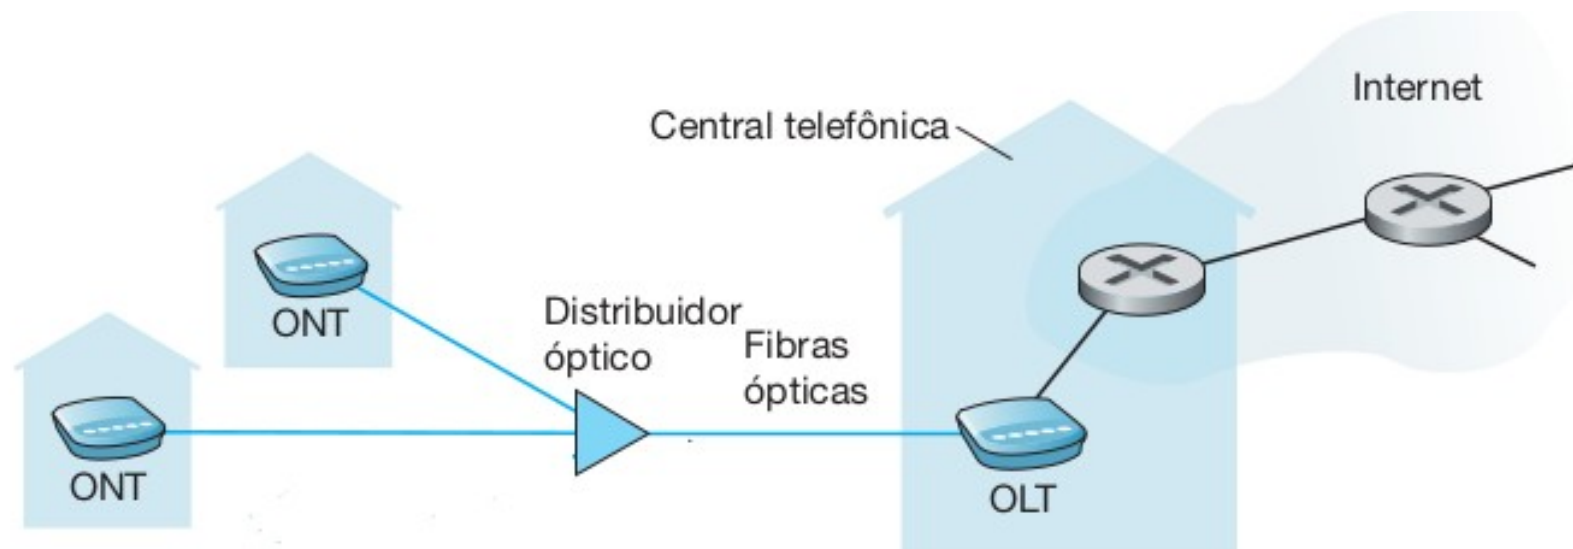 Internet
Central telefônica
ONT
Distribuidor
óptico
Fibras
ópticas
ONT
OLT